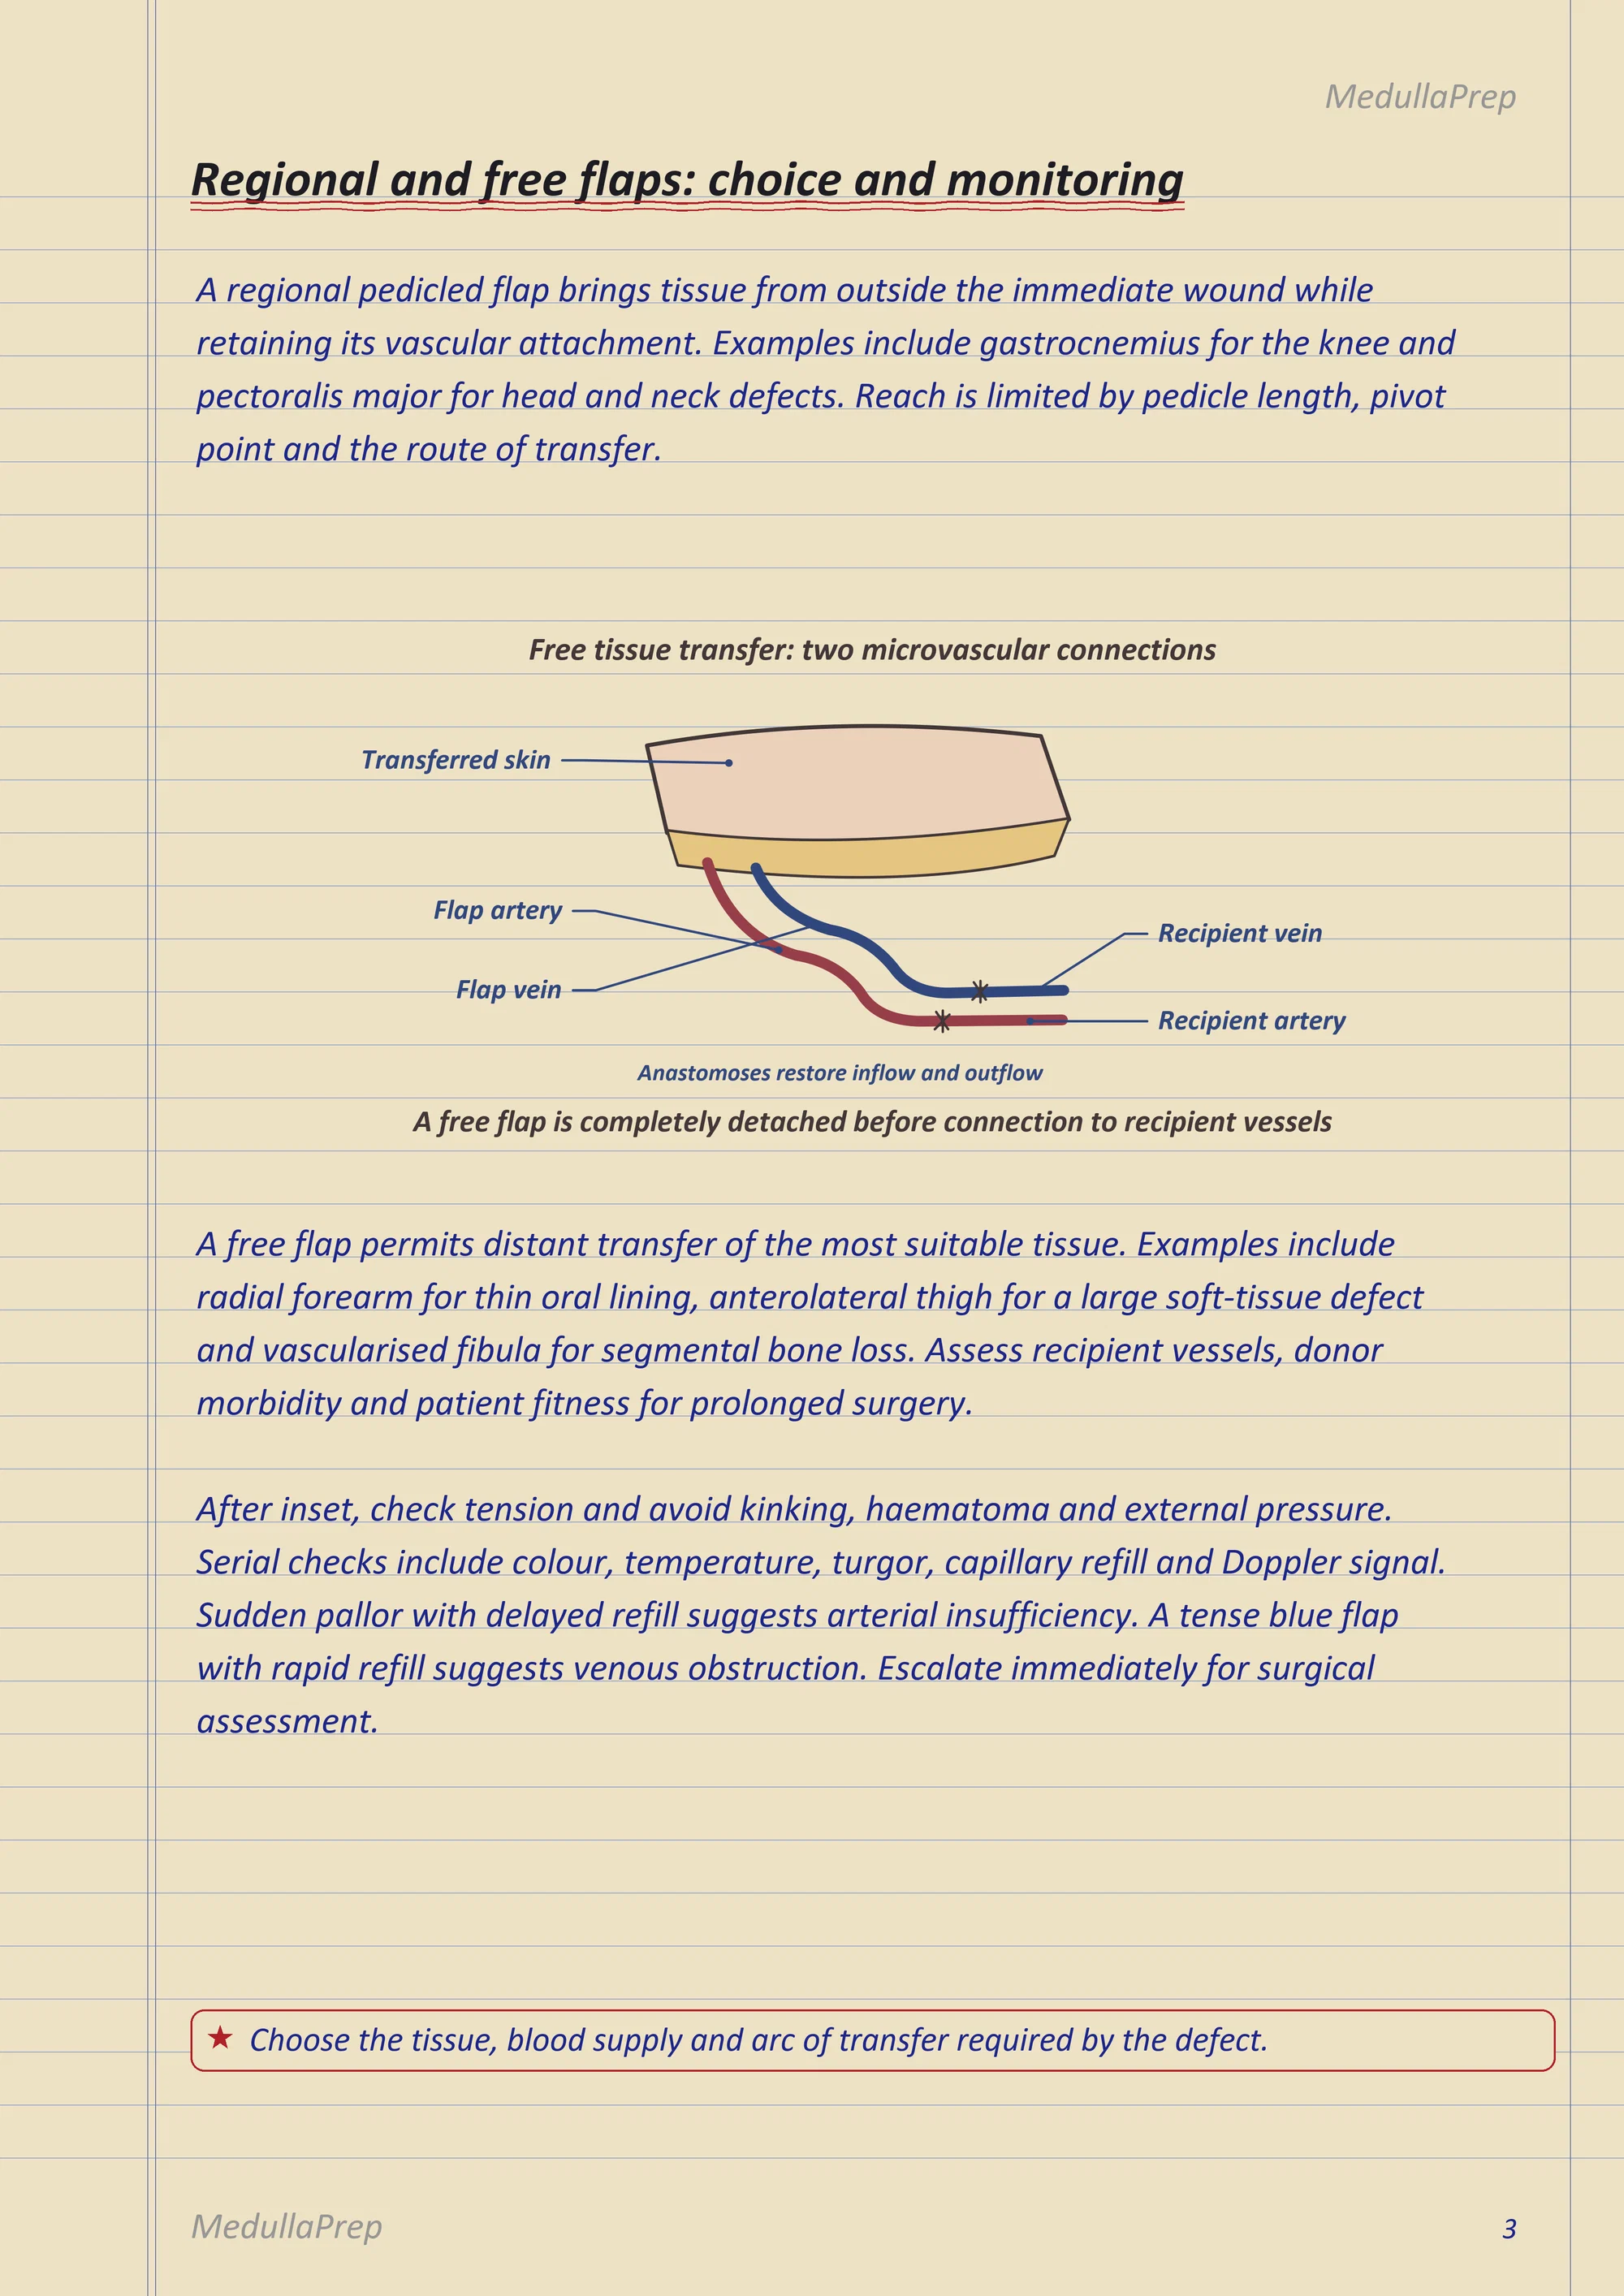 MedullaPrep
Regional and free flaps: choice and monitoring
A regional pedicled flap brings tissue from outside the immediate wound while
retaining its vascular attachment. Examples include gastrocnemius for the knee and
pectoralis major for head and neck defects. Reach is limited by pedicle length, pivot
point and the route of transfer.
Free tissue transfer: two microvascular connections
Transferred skin
Flap artery
Recipient vein
Flap vein
Recipient artery
Anastomoses restore inflow and outflow
A free flap is completely detached before connection to recipient vessels
A free flap permits distant transfer of the most suitable tissue. Examples include
radial forearm for thin oral lining, anterolateral thigh for a large soft-tissue defect
and vascularised fibula for segmental bone loss. Assess recipient vessels, donor
morbidity and patient fitness for prolonged surgery.
After inset, check tension and avoid kinking, haematoma and external pressure.
Serial checks include colour, temperature, turgor, capillary refill and Doppler signal.
Sudden pallor with delayed refill suggests arterial insufficiency. A tense blue flap
with rapid refill suggests venous obstruction. Escalate immediately for surgical
assessment.
★ Choose the tissue, blood supply and arc of transfer required by the defect.
MedullaPrep
3